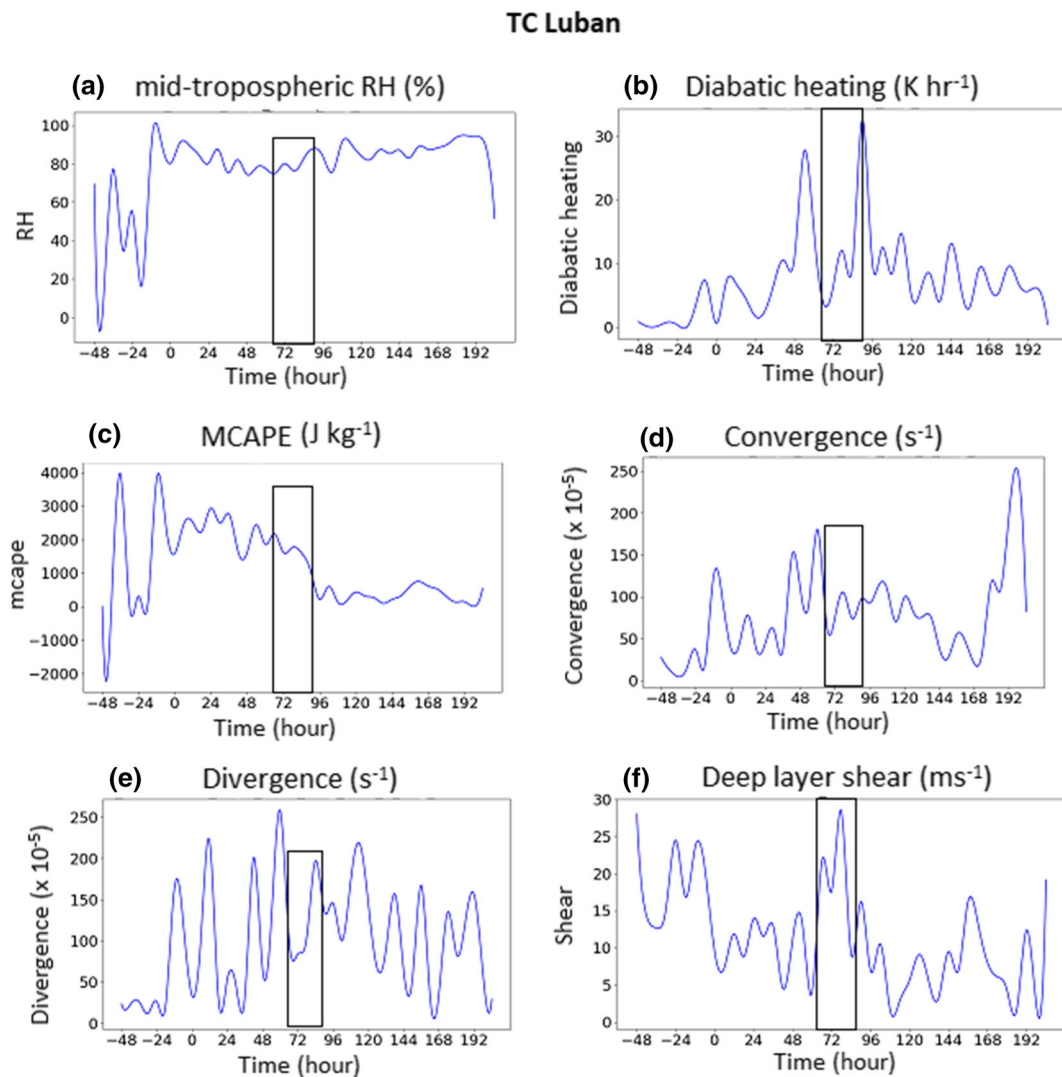 TC Luban
(a) mid-tropospheric RH (%)
100
80
60
40
20
0
RH
−48 −24 0 24 48 72 96 120 144 168 192
Time (hour)
(b) Diabatic heating (K hr-1)
30
20
10
0
Diabatic heating
−48 −24 0 24 48 72 96 120 144 168 192
Time (hour)
(c) MCAPE (J kg-1)
4000
3000
2000
1000
0
−1000
−2000
mcape
−48 −24 0 24 48 72 96 120 144 168 192
Time (hour)
(d) Convergence (s-1)
250
200
150
100
50
0
Convergence (x 10-5)
−48 −24 0 24 48 72 96 120 144 168 192
Time (hour)
(e) Divergence (s-1)
250
200
150
100
50
0
Divergence (x 10-5)
−48 −24 0 24 48 72 96 120 144 168 192
Time (hour)
(f) Deep layer shear (ms-1)
30
25
20
15
10
5
0
Shear
−48 −24 0 24 48 72 96 120 144 168 192
Time (hour)